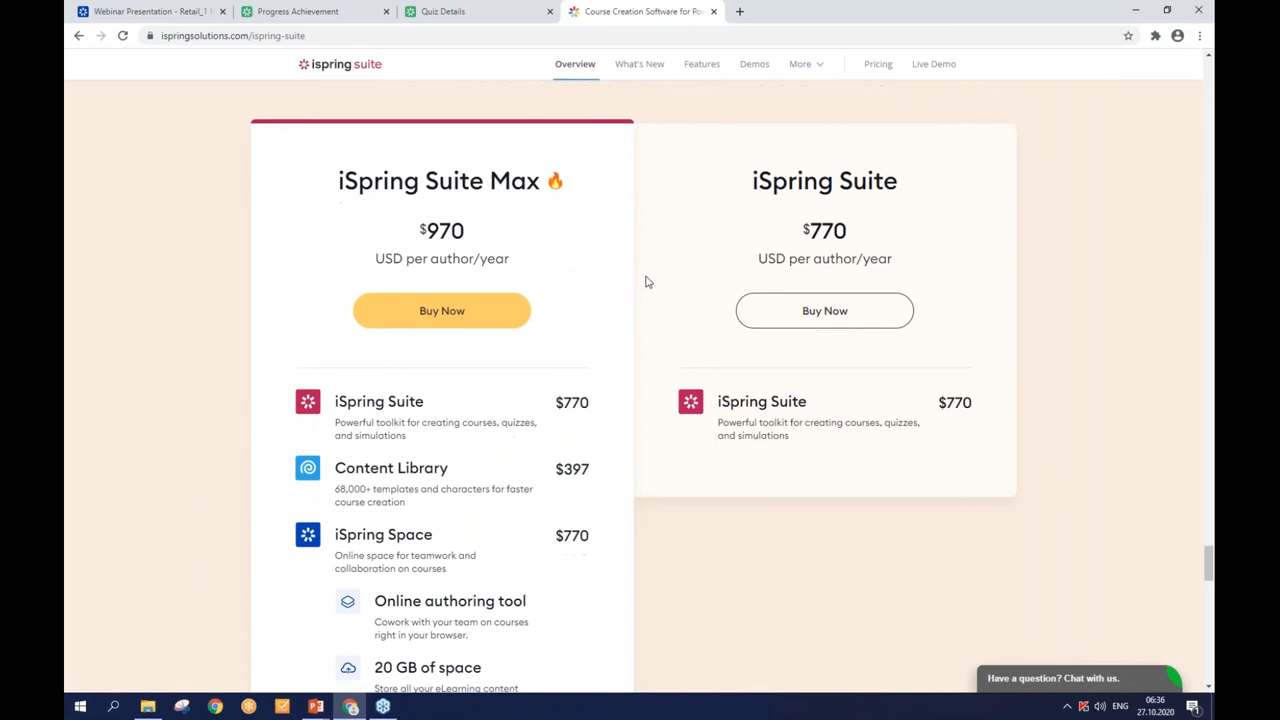 Webinar Presentation - Retail_1
Progress Achievement
Quiz Details
Course Creation Software for Po
ispringsolutions.com/ispring-suite
ispring suite
Overview
What's New
Features
Demos
More
Pricing
Live Demo
iSpring Suite Max
$970
USD per author/year
Buy Now
iSpring Suite
$770
Powerful toolkit for creating courses, quizzes,
and simulations
Content Library
$397
68,000+ templates and characters for faster
course creation
iSpring Space
$770
Online space for teamwork and
collaboration on courses
Online authoring tool
Cowork with your team on courses
right in your browser.
20 GB of space
Store all your eLearning content
iSpring Suite
$770
USD per author/year
Buy Now
iSpring Suite
$770
Powerful toolkit for creating courses, quizzes,
and simulations
Have a question? Chat with us.
ENG
06:36
27.10.2020